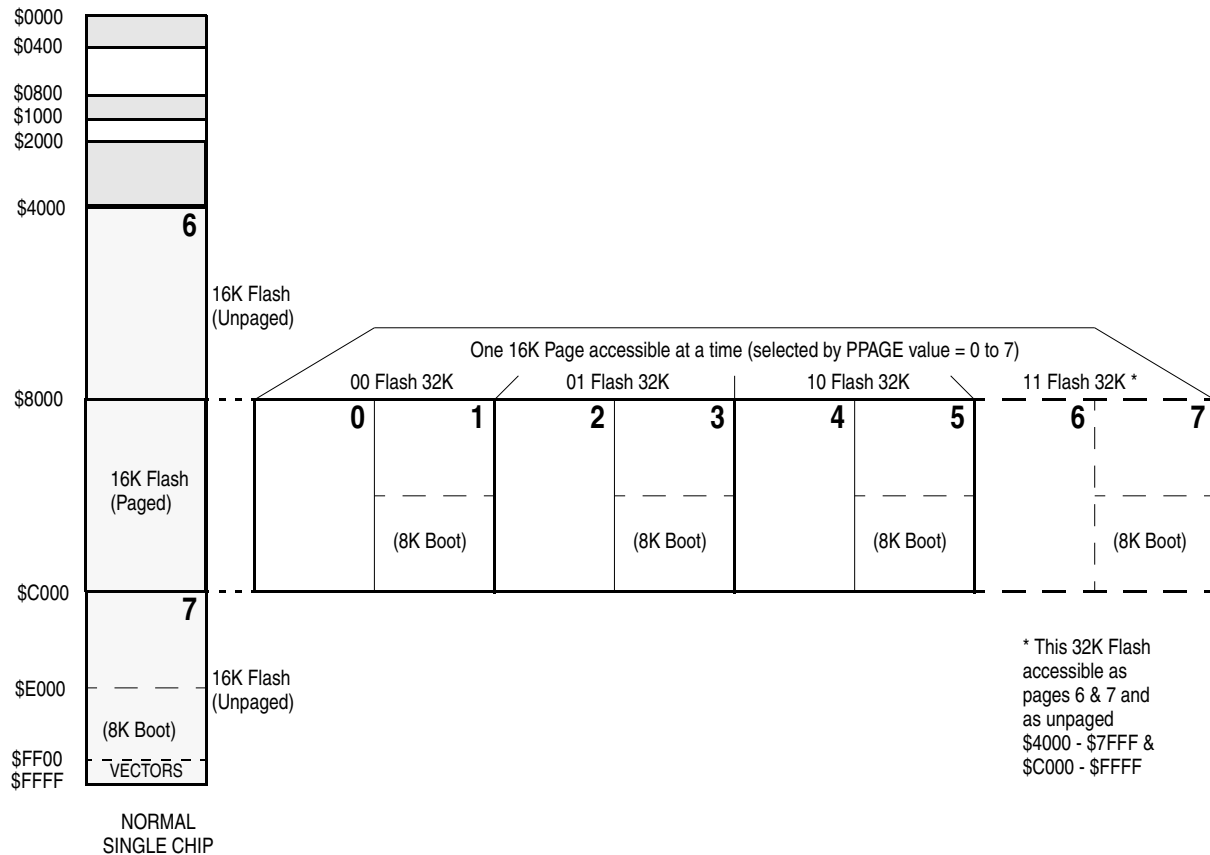 $0000
$0400
$0800
$1000
$2000
$4000
6
16K Flash
(Unpaged)
One 16K Page accessible at a time (selected by PPAGE value = 0 to 7)
00 Flash 32K
01 Flash 32K
10 Flash 32K
11 Flash 32K *
$8000
0
1
2
3
4
5
6
7
16K Flash
(Paged)
(8K Boot)
(8K Boot)
(8K Boot)
(8K Boot)
$C000
7
16K Flash
(Unpaged)
$E000
(8K Boot)
$FF00
VECTORS
$FFFF
* This 32K Flash
accessible as
pages 6 & 7 and
as unpaged
$4000 - $7FFF &
$C000 - $FFFF
NORMAL
SINGLE CHIP